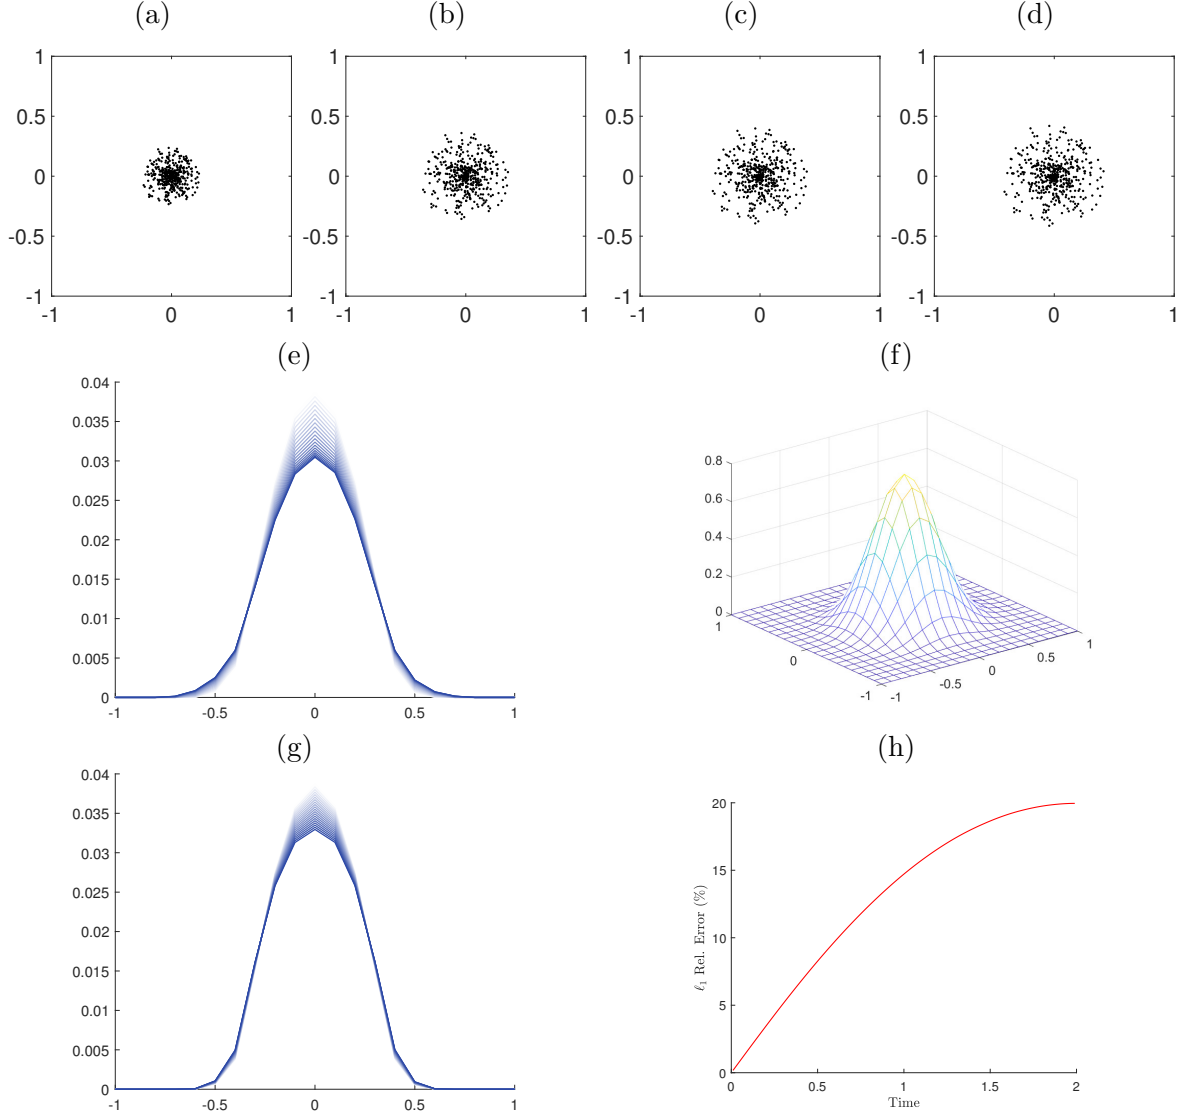 (a) (b) (c) (d)
1 1 1 1
0.5 0.5 0.5 0.5
0 0 0 0
-0.5 -0.5 -0.5 -0.5
-1 -1 -1 -1
-1 0 1 -1 0 1 -1 0 1 -1 0 1
(e) (f)
0.04
0.035
0.03
0.025
0.02
0.015
0.01
0.005
0
-1 -0.5 0 0.5 1
0.8
0.6
0.4
0.2
0
1 0 -1
-1 -0.5 0 0.5 1
(g) (h)
0.04
0.035
0.03
0.025
0.02
0.015
0.01
0.005
0
-1 -0.5 0 0.5 1
20
15
10
5
0
0 0.5 1 1.5 2
ℓ₁ Rel. Error (%)
Time